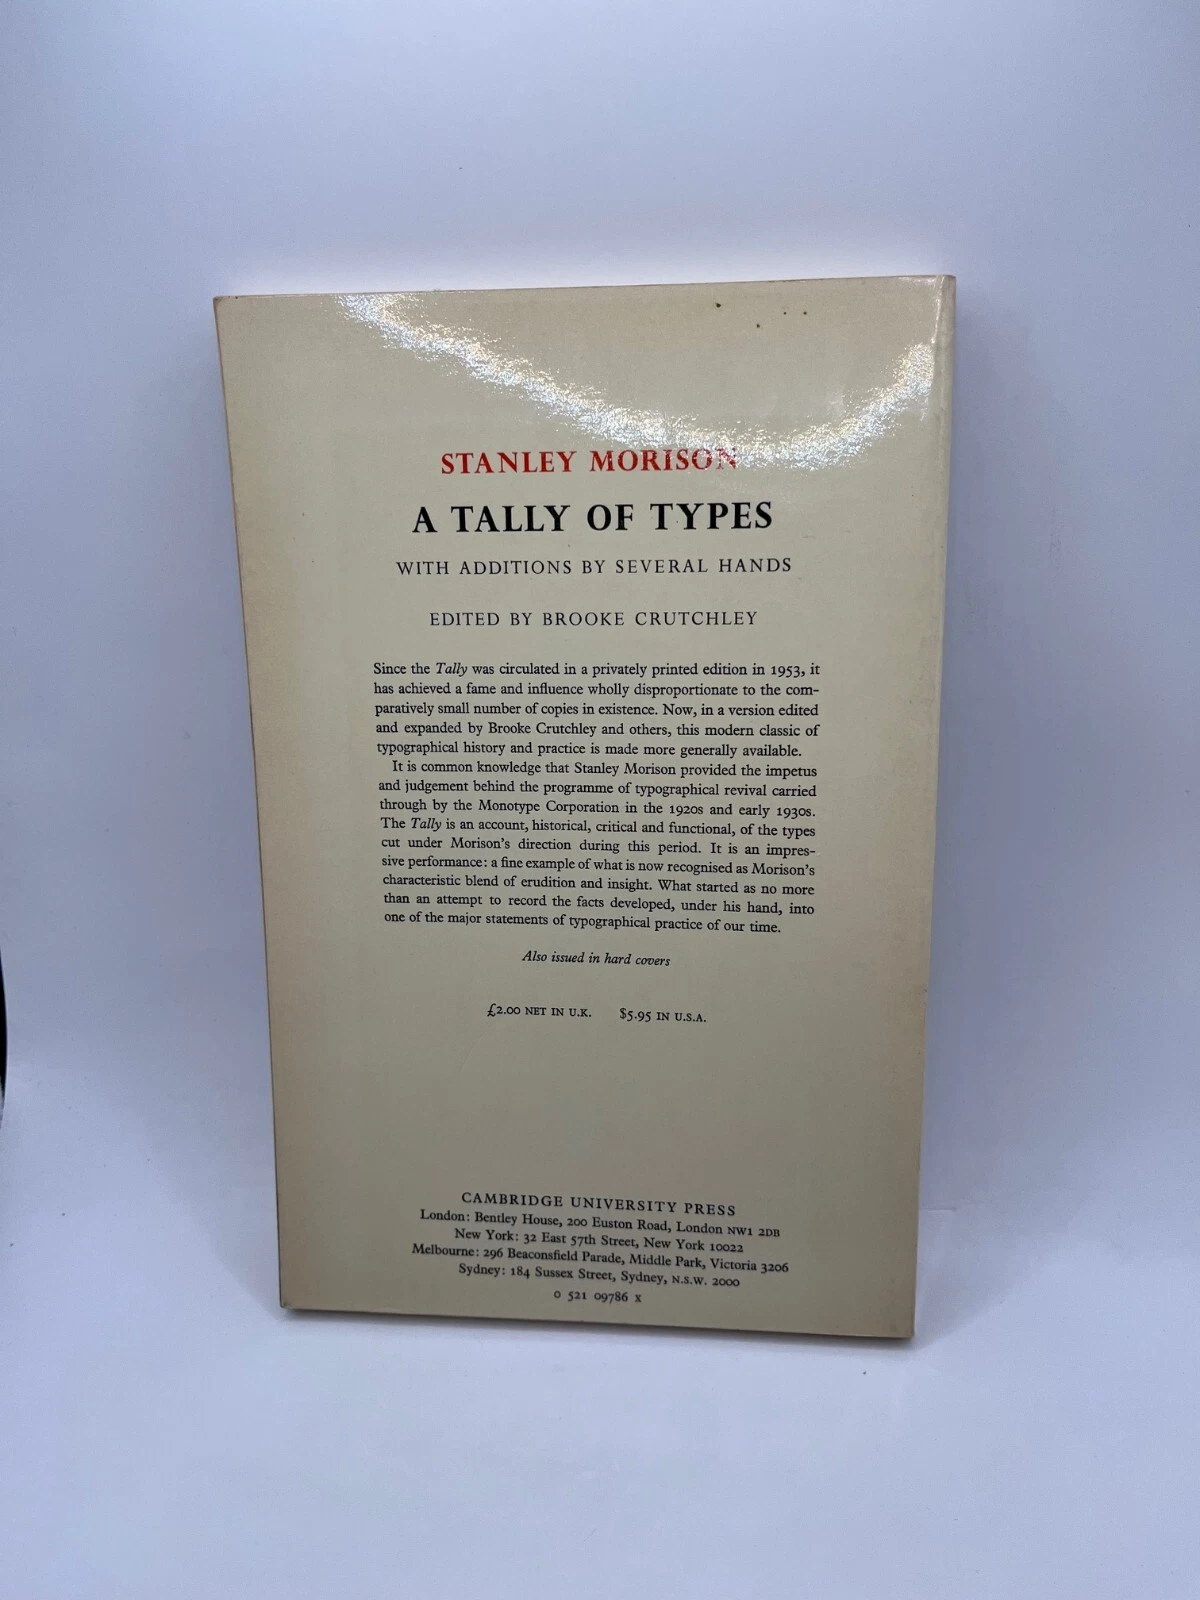 STANLEY MORISON
A TALLY OF TYPES
WITH ADDITIONS BY SEVERAL HANDS
EDITED BY BROOKE CRUTCHLEY
Since the Tally was circulated in a privately printed edition in 1953, it
has achieved a fame and influence wholly disproportionate to the com-
paratively small number of copies in existence. Now, in a version edited
and expanded by Brooke Crutchley and others, this modern classic of
typographical history and practice is made more generally available.
It is common knowledge that Stanley Morison provided the impetus
and judgement behind the programme of typographical revival carried
through by the Monotype Corporation in the 1920s and early 1930s.
The Tally is an account, historical, critical and functional, of the types
cut under Morison's direction during this period. It is an impres-
sive performance: a fine example of what is now recognised as Morison's
characteristic blend of erudition and insight. What started as no more
than an attempt to record the facts developed, under his hand, into
one of the major statements of typographical practice of our time.
Also issued in hard covers
£2.00 NET IN U.K. $5.95 IN U.S.A.
CAMBRIDGE UNIVERSITY PRESS
London: Bentley House, 200 Euston Road, London NW1 2DB
New York: 32 East 57th Street, New York 10022
Melbourne: 296 Beaconsfield Parade, Middle Park, Victoria 3206
Sydney: 184 Sussex Street, Sydney, N.S.W. 2000
0 521 09786 X